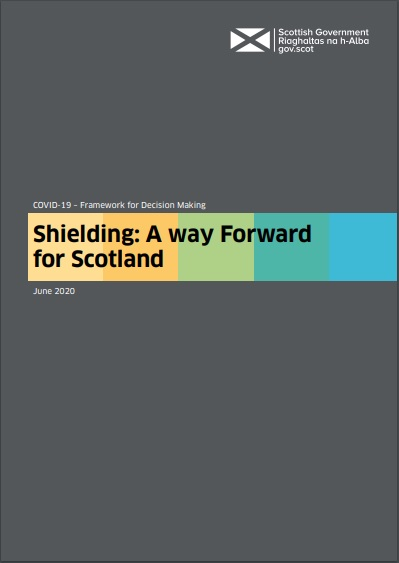 Scottish Government
Riaghaltas na h-Alba
gov.scot
COVID-19 – Framework for Decision Making
Shielding: A way Forward
for Scotland
June 2020